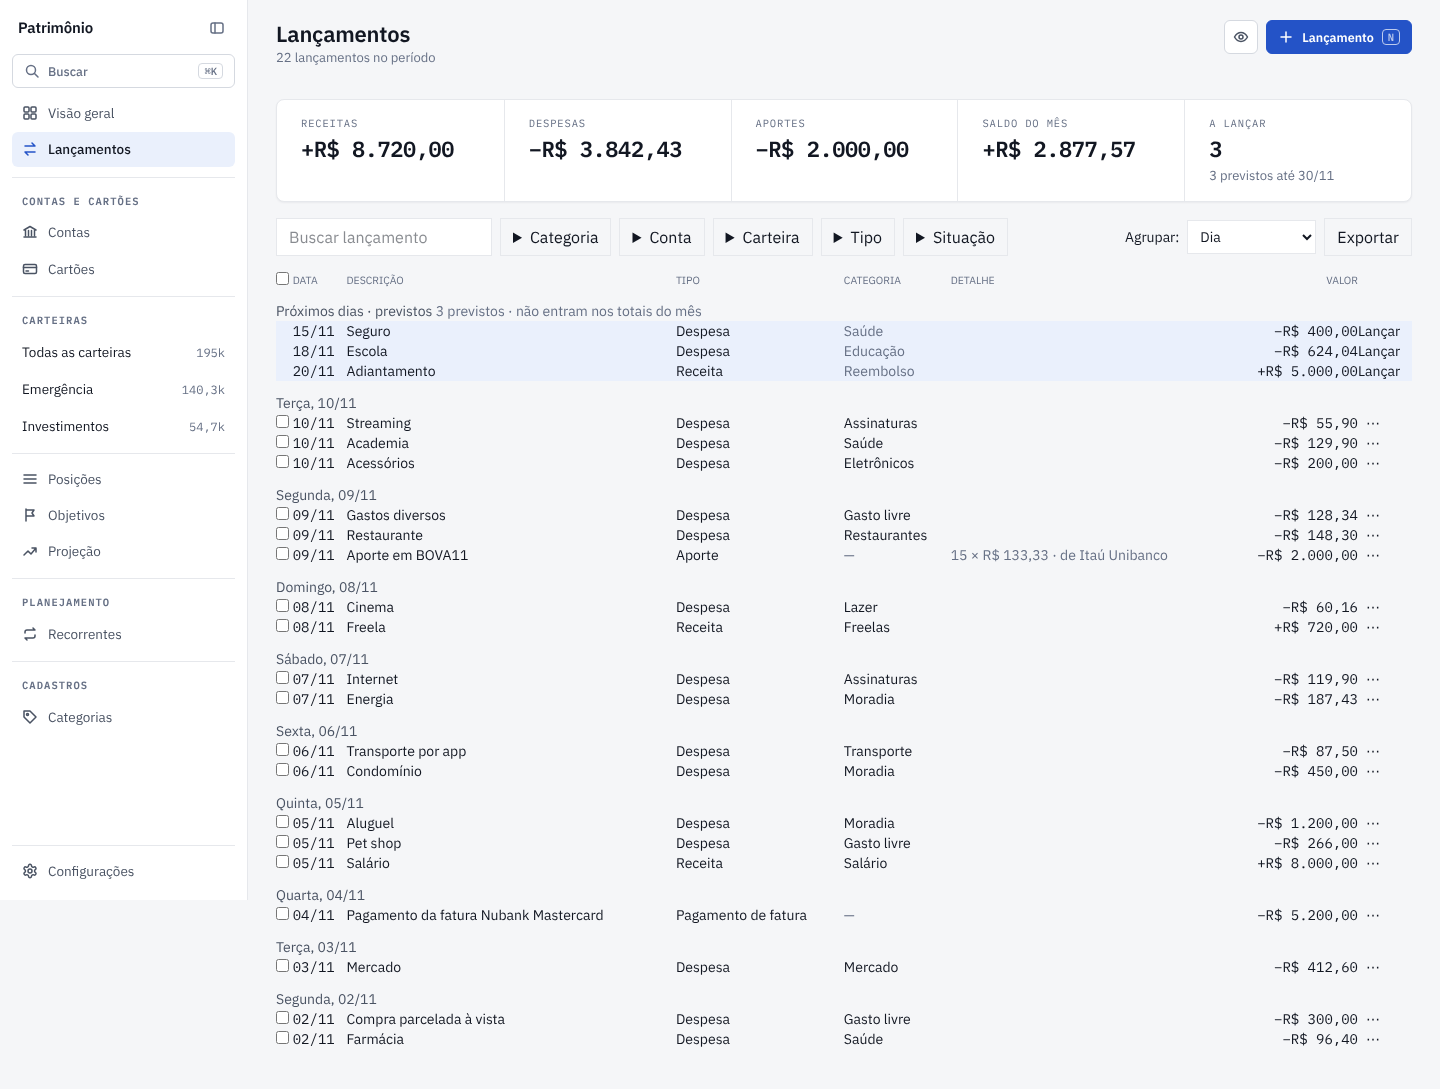 Patrimônio
Buscar ⌘K
Visão geral
Lançamentos
CONTAS E CARTÕES
Contas
Cartões
CARTEIRAS
Todas as carteiras 195k
Emergência 140,3k
Investimentos 54,7k
Posições
Objetivos
Projeção
PLANEJAMENTO
Recorrentes
CADASTROS
Categorias
Configurações
Lançamentos
22 lançamentos no período
Lançamento N
RECEITAS
+R$ 8.720,00
DESPESAS
−R$ 3.842,43
APORTES
−R$ 2.000,00
SALDO DO MÊS
+R$ 2.877,57
A LANÇAR
3
3 previstos até 30/11
Buscar lançamento ▶ Categoria ▶ Conta ▶ Carteira ▶ Tipo ▶ Situação Agrupar: Dia Exportar
DATA DESCRIÇÃO TIPO CATEGORIA DETALHE VALOR
Próximos dias · previstos 3 previstos · não entram nos totais do mês
15/11 Seguro Despesa Saúde −R$ 400,00Lançar
18/11 Escola Despesa Educação −R$ 624,04Lançar
20/11 Adiantamento Receita Reembolso +R$ 5.000,00Lançar
Terça, 10/11
10/11 Streaming Despesa Assinaturas −R$ 55,90 ···
10/11 Academia Despesa Saúde −R$ 129,90 ···
10/11 Acessórios Despesa Eletrônicos −R$ 200,00 ···
Segunda, 09/11
09/11 Gastos diversos Despesa Gasto livre −R$ 128,34 ···
09/11 Restaurante Despesa Restaurantes −R$ 148,30 ···
09/11 Aporte em BOVA11 Aporte — 15 × R$ 133,33 · de Itaú Unibanco −R$ 2.000,00 ···
Domingo, 08/11
08/11 Cinema Despesa Lazer −R$ 60,16 ···
08/11 Freela Receita Freelas +R$ 720,00 ···
Sábado, 07/11
07/11 Internet Despesa Assinaturas −R$ 119,90 ···
07/11 Energia Despesa Moradia −R$ 187,43 ···
Sexta, 06/11
06/11 Transporte por app Despesa Transporte −R$ 87,50 ···
06/11 Condomínio Despesa Moradia −R$ 450,00 ···
Quinta, 05/11
05/11 Aluguel Despesa Moradia −R$ 1.200,00 ···
05/11 Pet shop Despesa Gasto livre −R$ 266,00 ···
05/11 Salário Receita Salário +R$ 8.000,00 ···
Quarta, 04/11
04/11 Pagamento da fatura Nubank Mastercard Pagamento de fatura — −R$ 5.200,00 ···
Terça, 03/11
03/11 Mercado Despesa Mercado −R$ 412,60 ···
Segunda, 02/11
02/11 Compra parcelada à vista Despesa Gasto livre −R$ 300,00 ···
02/11 Farmácia Despesa Saúde −R$ 96,40 ···